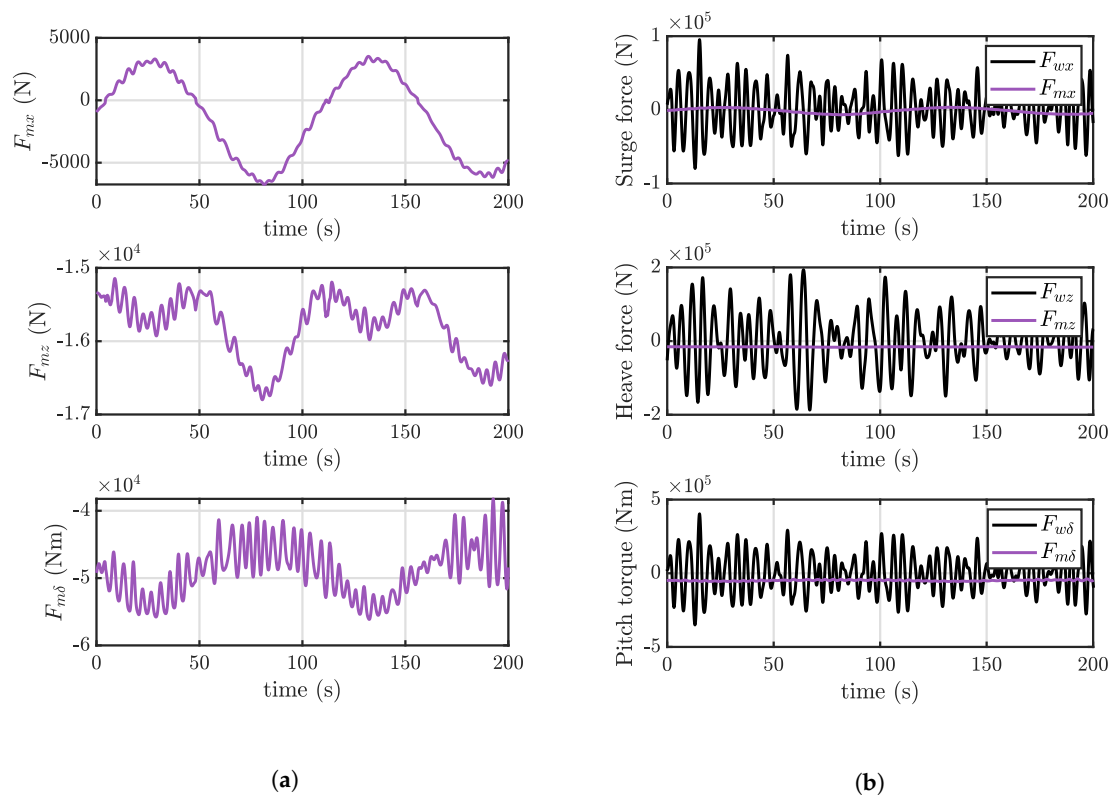 5000
0
-5000
F_mx (N)
0 50 100 150 200
time (s)
×10^4
-1.5
-1.6
-1.7
F_mz (N)
0 50 100 150 200
time (s)
×10^4
-4
-5
-6
F_mδ (Nm)
0 50 100 150 200
time (s)
(a)
×10^5
1
0
-1
Surge force (N)
F_wx
F_mx
0 50 100 150 200
time (s)
×10^5
2
0
-2
Heave force (N)
F_wz
F_mz
0 50 100 150 200
time (s)
×10^5
5
0
-5
Pitch torque (Nm)
F_wδ
F_mδ
0 50 100 150 200
time (s)
(b)